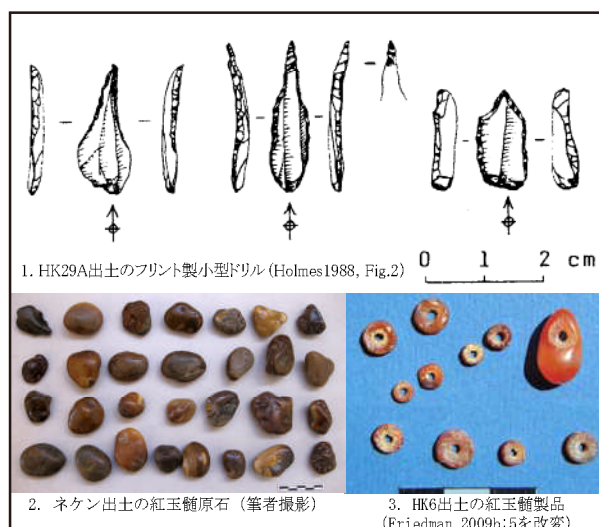 1. HK29A出土のフリント製小型ドリル(Holmes1988, Fig.2)
0 1 2 cm
2. ネケン出土の紅玉髄原石（筆者撮影）
3. HK6出土の紅玉髄製品
(Friedman 2009b:5を改変)